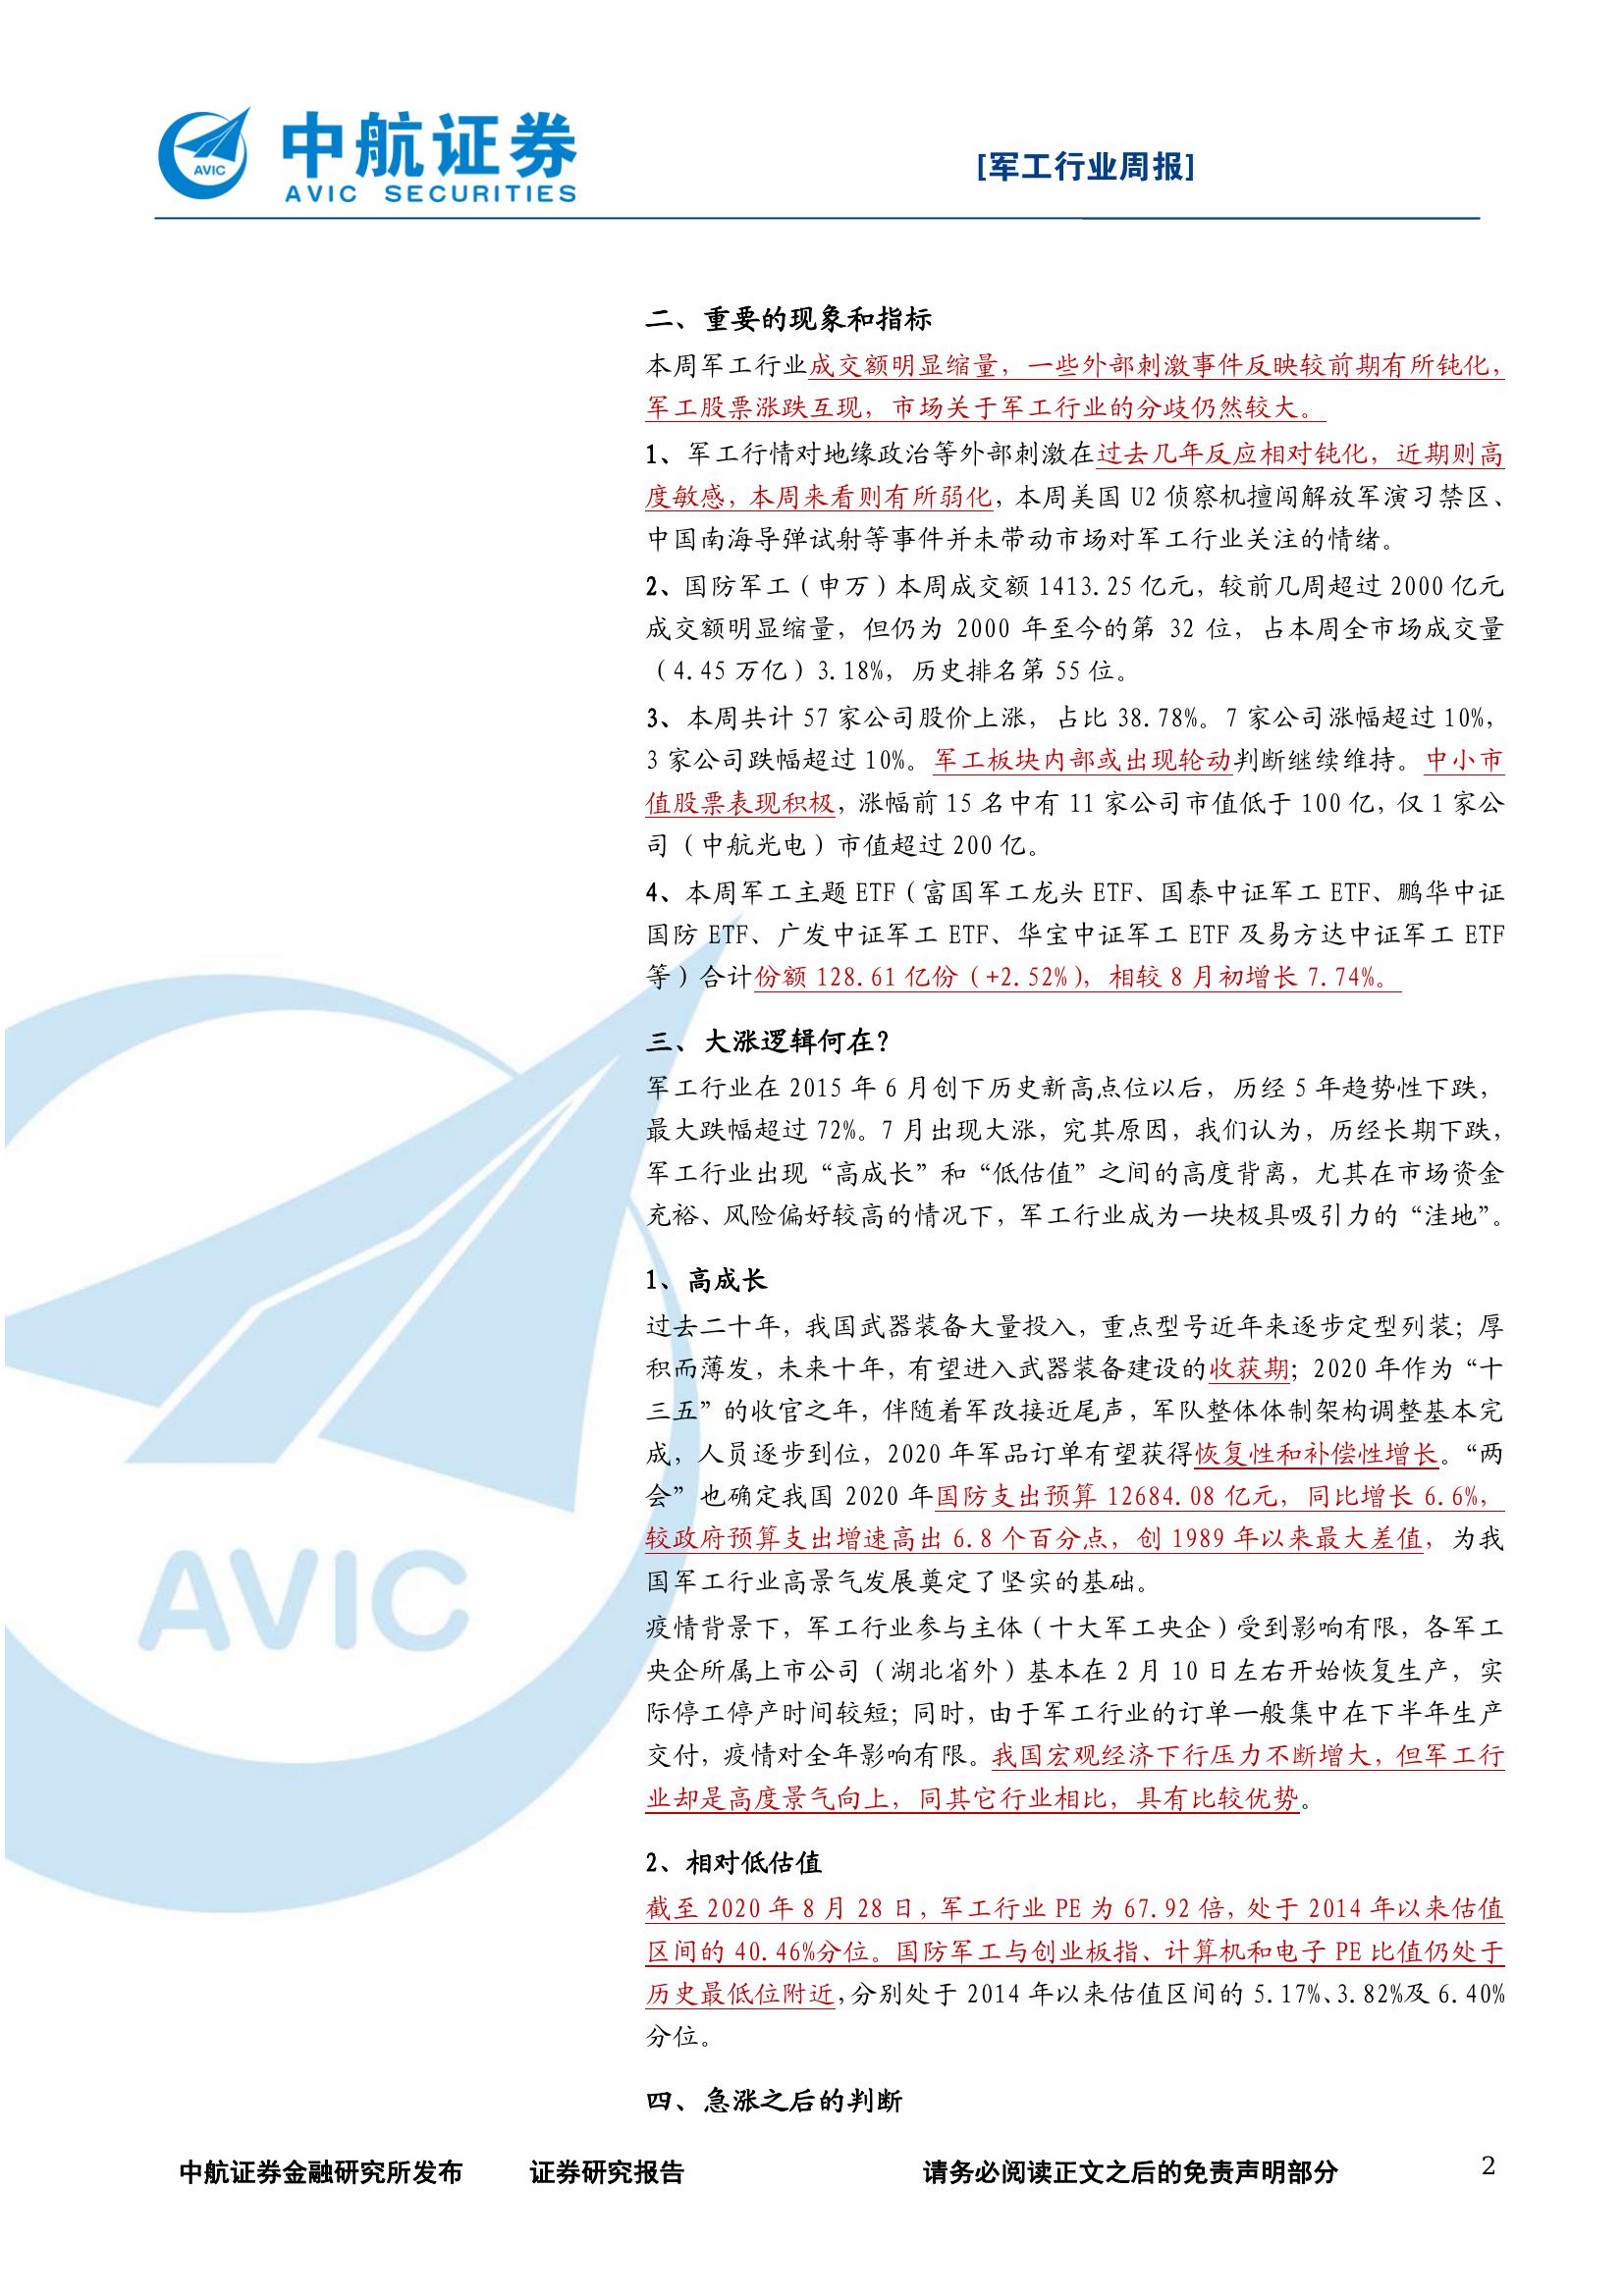 中航证券
AVIC SECURITIES
AVIC
[军工行业周报]
二、重要的现象和指标
本周军工行业成交额明显缩量，一些外部刺激事件反映较前期有所钝化，
军工股票涨跌互现，市场关于军工行业的分歧仍然较大。
1、军工行情对地缘政治等外部刺激在过去几年反应相对钝化，近期则高
度敏感，本周来看则有所弱化，本周美国 U2 侦察机擅闯解放军演习禁区、
中国南海导弹试射等事件并未带动市场对军工行业关注的情绪。
2、国防军工（申万）本周成交额 1413.25 亿元，较前几周超过 2000 亿元
成交额明显缩量，但仍为 2000 年至今的第 32 位，占本周全市场成交量
（4.45 万亿）3.18%，历史排名第 55 位。
3、本周共计 57 家公司股价上涨，占比 38.78%。7 家公司涨幅超过 10%，
3 家公司跌幅超过 10%。军工板块内部或出现轮动判断继续维持。中小市
值股票表现积极，涨幅前 15 名中有 11 家公司市值低于 100 亿，仅 1 家公
司（中航光电）市值超过 200 亿。
4、本周军工主题 ETF（富国军工龙头 ETF、国泰中证军工 ETF、鹏华中证
国防 ETF、广发中证军工 ETF、华宝中证军工 ETF 及易方达中证军工 ETF
等）合计份额 128.61 亿份（+2.52%），相较 8 月初增长 7.74%。
三、大涨逻辑何在？
军工行业在 2015 年 6 月创下历史新高点位以后，历经 5 年趋势性下跌，
最大跌幅超过 72%。7 月出现大涨，究其原因，我们认为，历经长期下跌，
军工行业出现“高成长”和“低估值”之间的高度背离，尤其在市场资金
充裕、风险偏好较高的情况下，军工行业成为一块极具吸引力的“洼地”。
1、高成长
过去二十年，我国武器装备大量投入，重点型号近年来逐步定型列装；厚
积而薄发，未来十年，有望进入武器装备建设的收获期；2020 年作为“十
三五”的收官之年，伴随着军改接近尾声，军队整体体制架构调整基本完
成，人员逐步到位，2020 年军品订单有望获得恢复性和补偿性增长。“两
会”也确定我国 2020 年国防支出预算 12684.08 亿元，同比增长 6.6%，
较政府预算支出增速高出 6.8 个百分点，创 1989 年以来最大差值，为我
国军工行业高景气发展奠定了坚实的基础。
疫情背景下，军工行业参与主体（十大军工央企）受到影响有限，各军工
央企所属上市公司（湖北省外）基本在 2 月 10 日左右开始恢复生产，实
际停工停产时间较短；同时，由于军工行业的订单一般集中在下半年生产
交付，疫情对全年影响有限。我国宏观经济下行压力不断增大，但军工行
业却是高度景气向上，同其它行业相比，具有比较优势。
2、相对低估值
截至 2020 年 8 月 28 日，军工行业 PE 为 67.92 倍，处于 2014 年以来估值
区间的 40.46%分位。国防军工与创业板指、计算机和电子 PE 比值仍处于
历史最低位附近，分别处于 2014 年以来估值区间的 5.17%、3.82%及 6.40%
分位。
四、急涨之后的判断
AVIC
中航证券金融研究所发布 证券研究报告 请务必阅读正文之后的免责声明部分 2